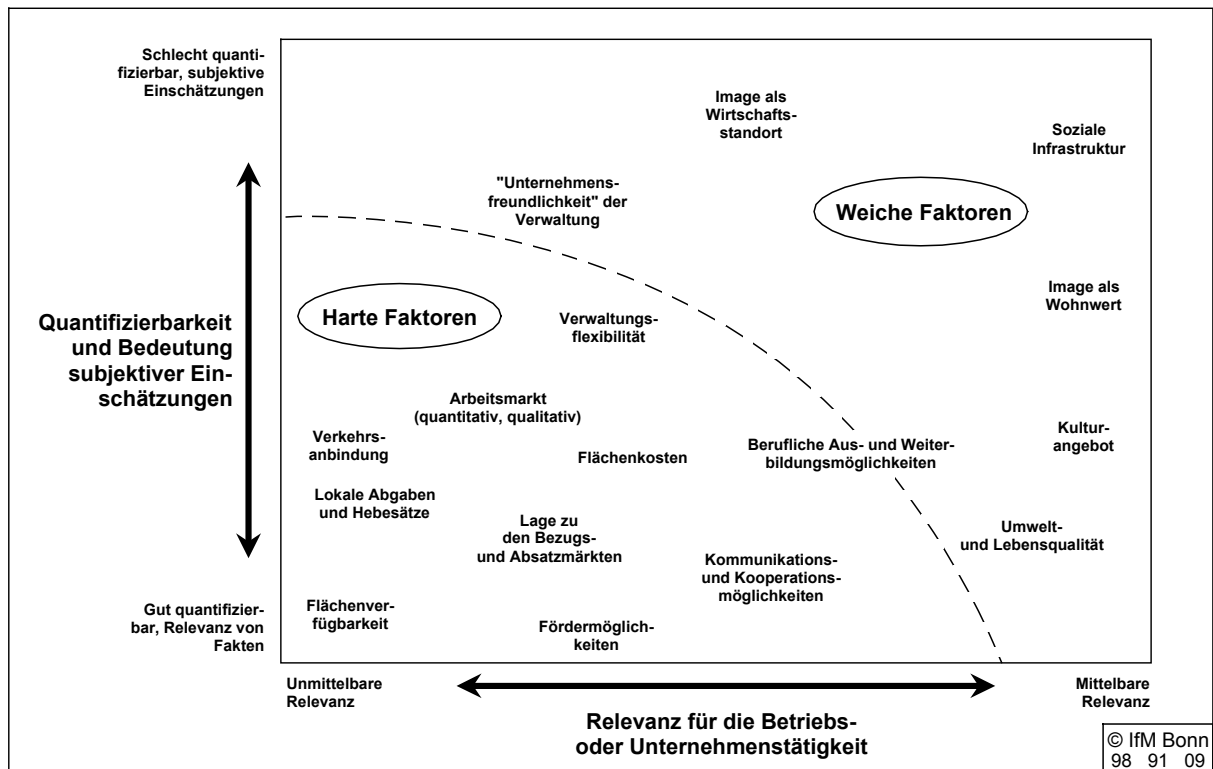 Schlecht quanti-
fizierbar, subjektive
Einschätzungen
Image als
Wirtschafts-
standort
Soziale
Infrastruktur
"Unternehmens-
freundlichkeit" der
Verwaltung
Weiche Faktoren
Harte Faktoren
Verwaltungs-
flexibilität
Image als
Wohnwert
Quantifizierbarkeit
und Bedeutung
subjektiver Ein-
schätzungen
Arbeitsmarkt
(quantitativ, qualitativ)
Verkehrs-
anbindung
Flächenkosten
Berufliche Aus- und Weiter-
bildungsmöglichkeiten
Kultur-
angebot
Lokale Abgaben
und Hebesätze
Lage zu
den Bezugs-
und Absatzmärkten
Umwelt-
und Lebensqualität
Kommunikations-
und Kooperations-
möglichkeiten
Gut quantifizier-
bar, Relevanz von
Fakten
Flächenver-
fügbarkeit
Fördermöglich-
keiten
Unmittelbare
Relevanz
Mittelbare
Relevanz
Relevanz für die Betriebs-
oder Unternehmenstätigkeit
© IfM Bonn
98 91 09